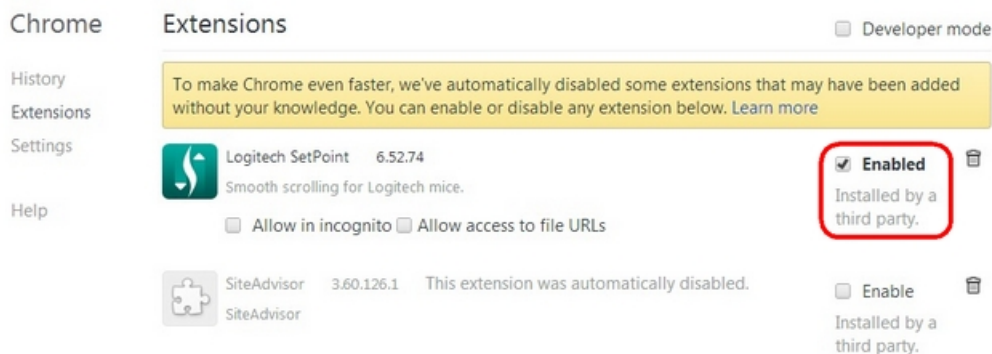 Chrome
Extensions
Developer mode
History
Extensions
Settings
Help
To make Chrome even faster, we've automatically disabled some extensions that may have been added
without your knowledge. You can enable or disable any extension below. Learn more
Logitech SetPoint 6.52.74
Smooth scrolling for Logitech mice.
Allow in incognito Allow access to file URLs
Enabled
Installed by a
third party.
SiteAdvisor 3.60.126.1 This extension was automatically disabled.
SiteAdvisor
Enable
Installed by a
third party.